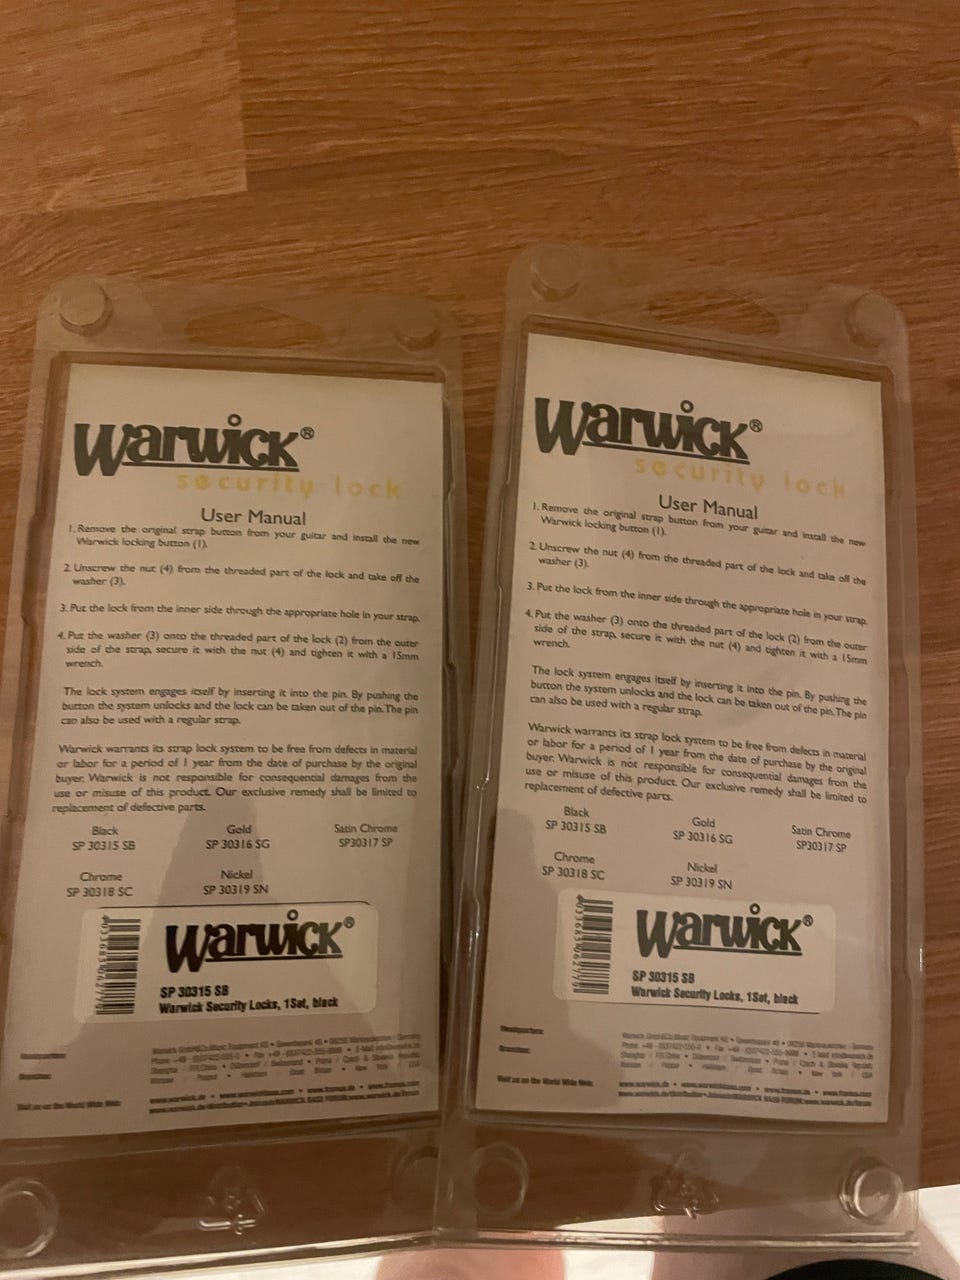 Warwick®
security lock
User Manual
1. Remove the original strap button from your guitar and install the new
Warwick locking button (1).
2. Unscrew the nut (4) from the threaded part of the lock and take off the
washer (3).
3. Put the lock from the inner side through the appropriate hole in your strap.
4. Put the washer (3) onto the threaded part of the lock (2) from the outer
side of the strap, secure it with the nut (4) and tighten it with a 15mm
wrench.
The lock system engages itself by inserting it into the pin. By pushing the
button the system unlocks and the lock can be taken out of the pin. The pin
can also be used with a regular strap.
Warwick warrants its strap lock system to be free from defects in material
or labor for a period of 1 year from the date of purchase by the original
buyer. Warwick is not responsible for consequential damages from the
use or misuse of this product. Our exclusive remedy shall be limited to
replacement of defective parts.
Black Gold Satin Chrome
SP 30315 SB SP 30316 SG SP30317 SP
Chrome Nickel
SP 30318 SC SP 30319 SN
Warwick®
SP 30315 SB
Warwick Security Locks, 1Set, black
Headquarters:
Branches:
Visit us on the World Wide Web:
Warwick®
security lock
User Manual
1. Remove the original strap button from your guitar and install the new
Warwick locking button (1).
2. Unscrew the nut (4) from the threaded part of the lock and take off the
washer (3).
3. Put the lock from the inner side through the appropriate hole in your strap.
4. Put the washer (3) onto the threaded part of the lock (2) from the outer
side of the strap, secure it with the nut (4) and tighten it with a 15mm
wrench.
The lock system engages itself by inserting it into the pin. By pushing the
button the system unlocks and the lock can be taken out of the pin. The pin
can also be used with a regular strap.
Warwick warrants its strap lock system to be free from defects in material
or labor for a period of 1 year from the date of purchase by the original
buyer. Warwick is not responsible for consequential damages from the
use or misuse of this product. Our exclusive remedy shall be limited to
replacement of defective parts.
Black Gold Satin Chrome
SP 30315 SB SP 30316 SG SP30317 SP
Chrome Nickel
SP 30318 SC SP 30319 SN
Warwick®
SP 30315 SB
Warwick Security Locks, 1Set, black
Headquarters:
Branches:
Visit us on the World Wide Web: